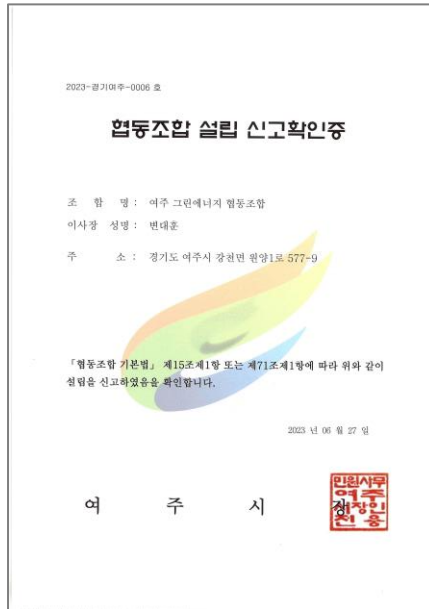 2023-경기여주-0006 호
협동조합 설립 신고확인증
조 합 명 : 여주 그린에너지 협동조합
이사장 성명 : 변대훈
주 소 : 경기도 여주시 강천면 원양1로 577-9
「협동조합 기본법」 제15조제1항 또는 제71조제1항에 따라 위와 같이
설립을 신고하였음을 확인합니다.
2023 년 06 월 27 일
여 주 시 장
민원사무
여주
시장인
전용